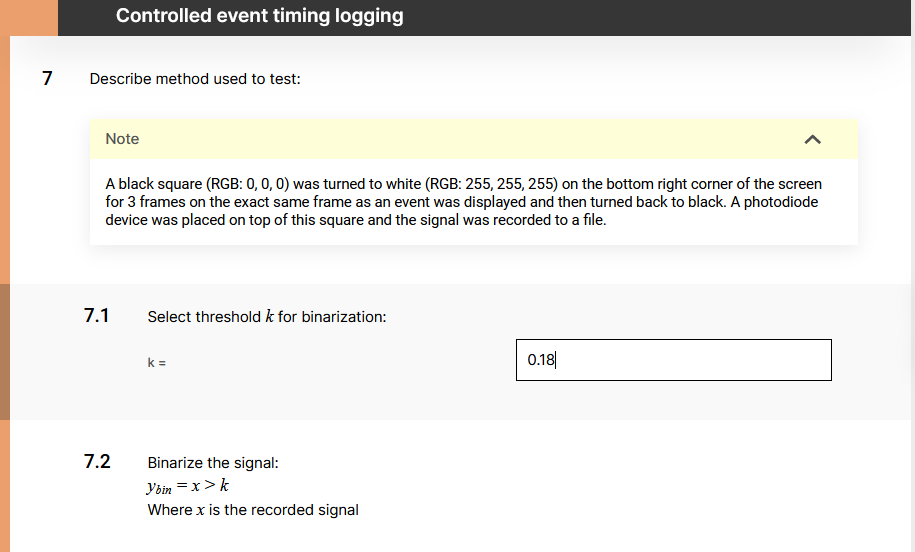 Controlled event timing logging
7 Describe method used to test:
Note
A black square (RGB: 0, 0, 0) was turned to white (RGB: 255, 255, 255) on the bottom right corner of the screen
for 3 frames on the exact same frame as an event was displayed and then turned back to black. A photodiode
device was placed on top of this square and the signal was recorded to a file.
7.1 Select threshold k for binarization:
k = 0.18
7.2 Binarize the signal:
y_bin = x > k
Where x is the recorded signal